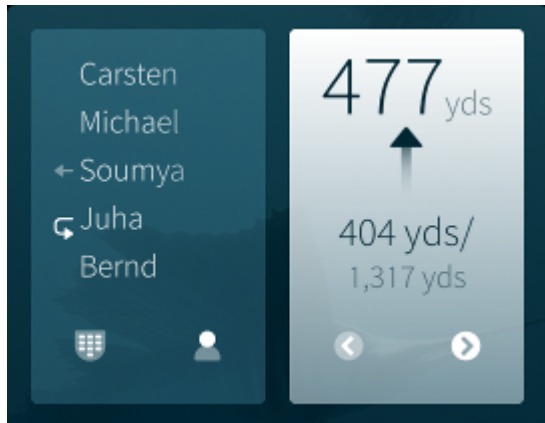 Carsten
Michael
Soumya
Juha
Bernd
477 yds
404 yds/
1,317 yds